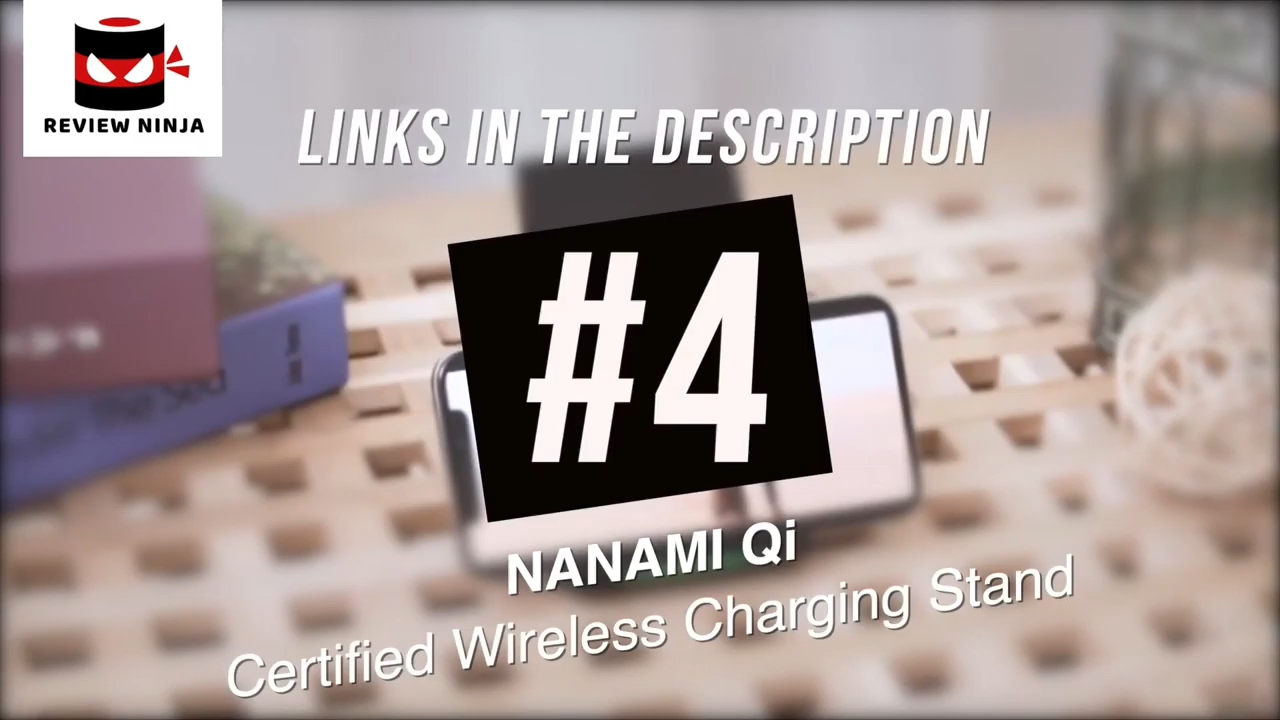 REVIEW NINJA
LINKS IN THE DESCRIPTION
#4
NANAMI Qi
Certified Wireless Charging Stand